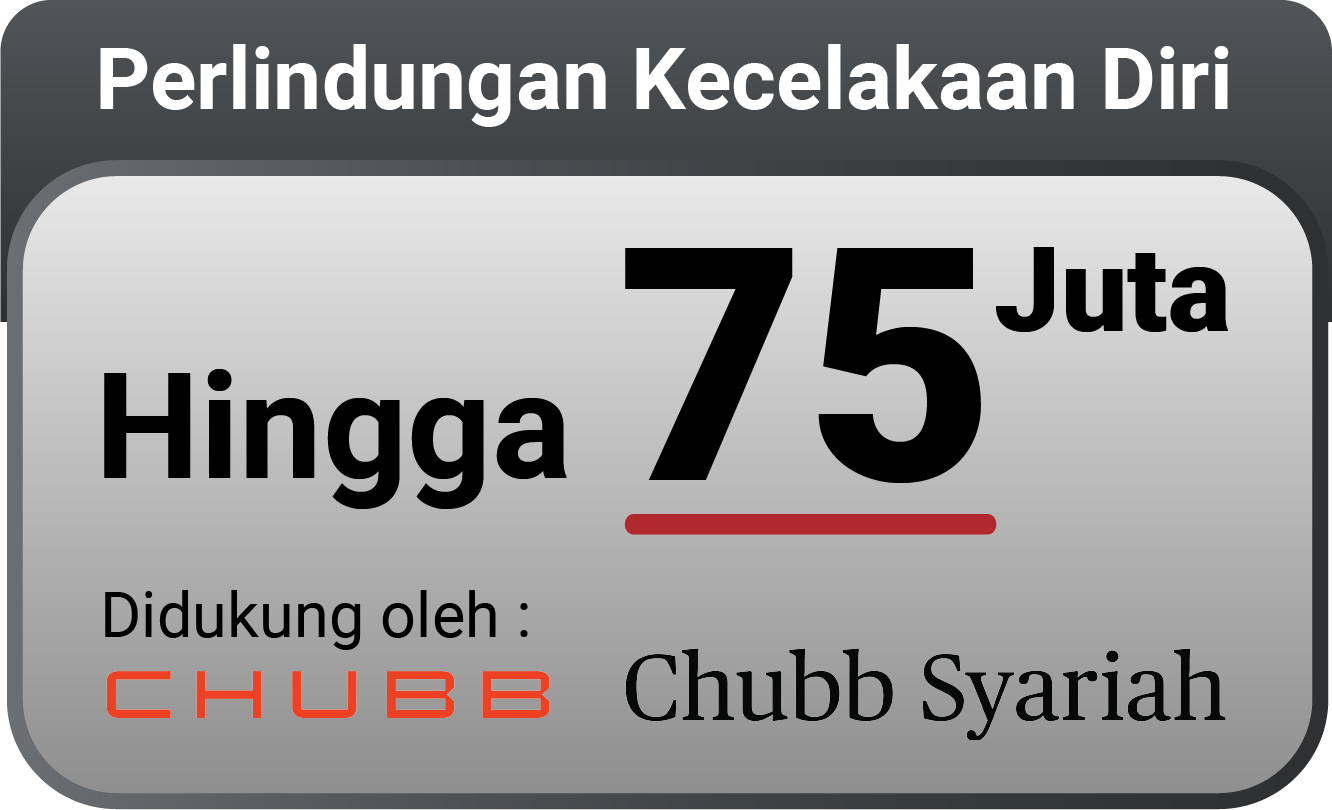 Perlindungan Kecelakaan Diri
Hingga 75 Juta
Didukung oleh :
CHUBB Chubb Syariah